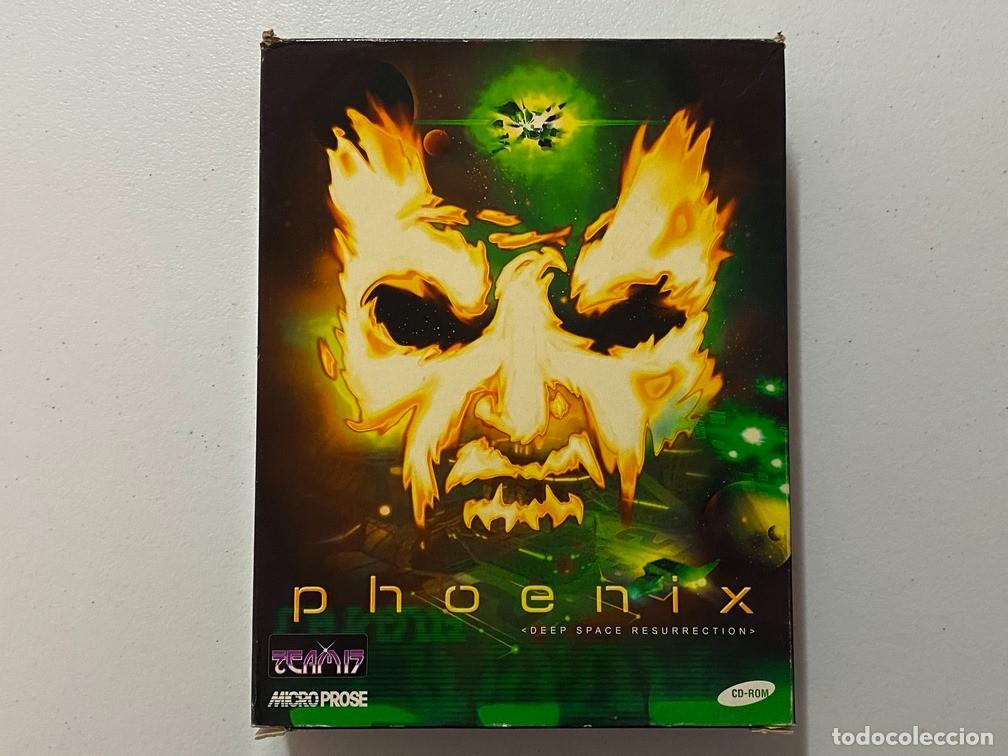 phoenix
<DEEP SPACE RESURRECTION>
TEAM17
MICROPROSE
CD-ROM
todocoleccion